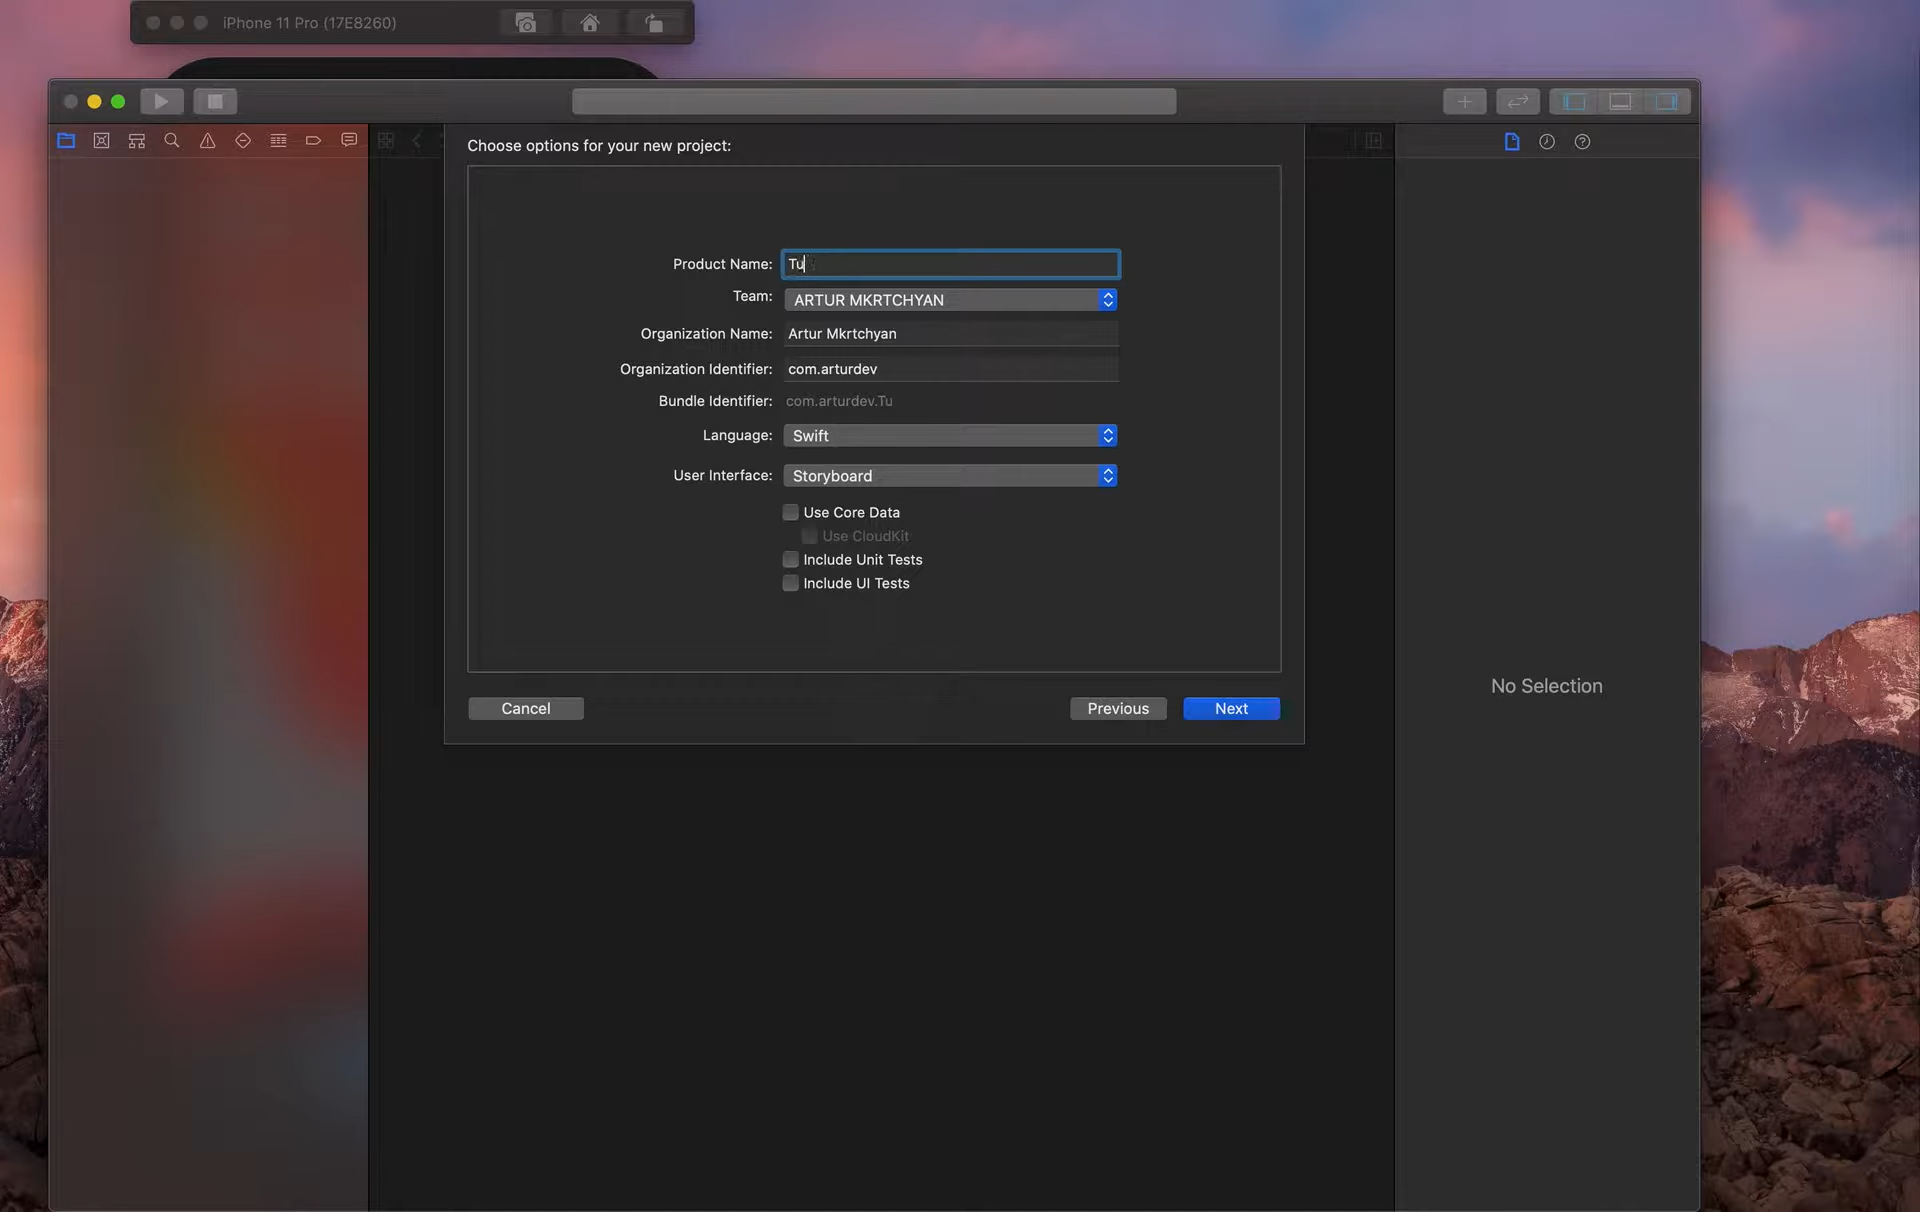 iPhone 11 Pro (17E8260)
Choose options for your new project:
Product Name: Tu
Team: ARTUR MKRTCHYAN
Organization Name: Artur Mkrtchyan
Organization Identifier: com.arturdev
Bundle Identifier: com.arturdev.Tu
Language: Swift
User Interface: Storyboard
Use Core Data
Use CloudKit
Include Unit Tests
Include UI Tests
No Selection
Cancel Previous Next